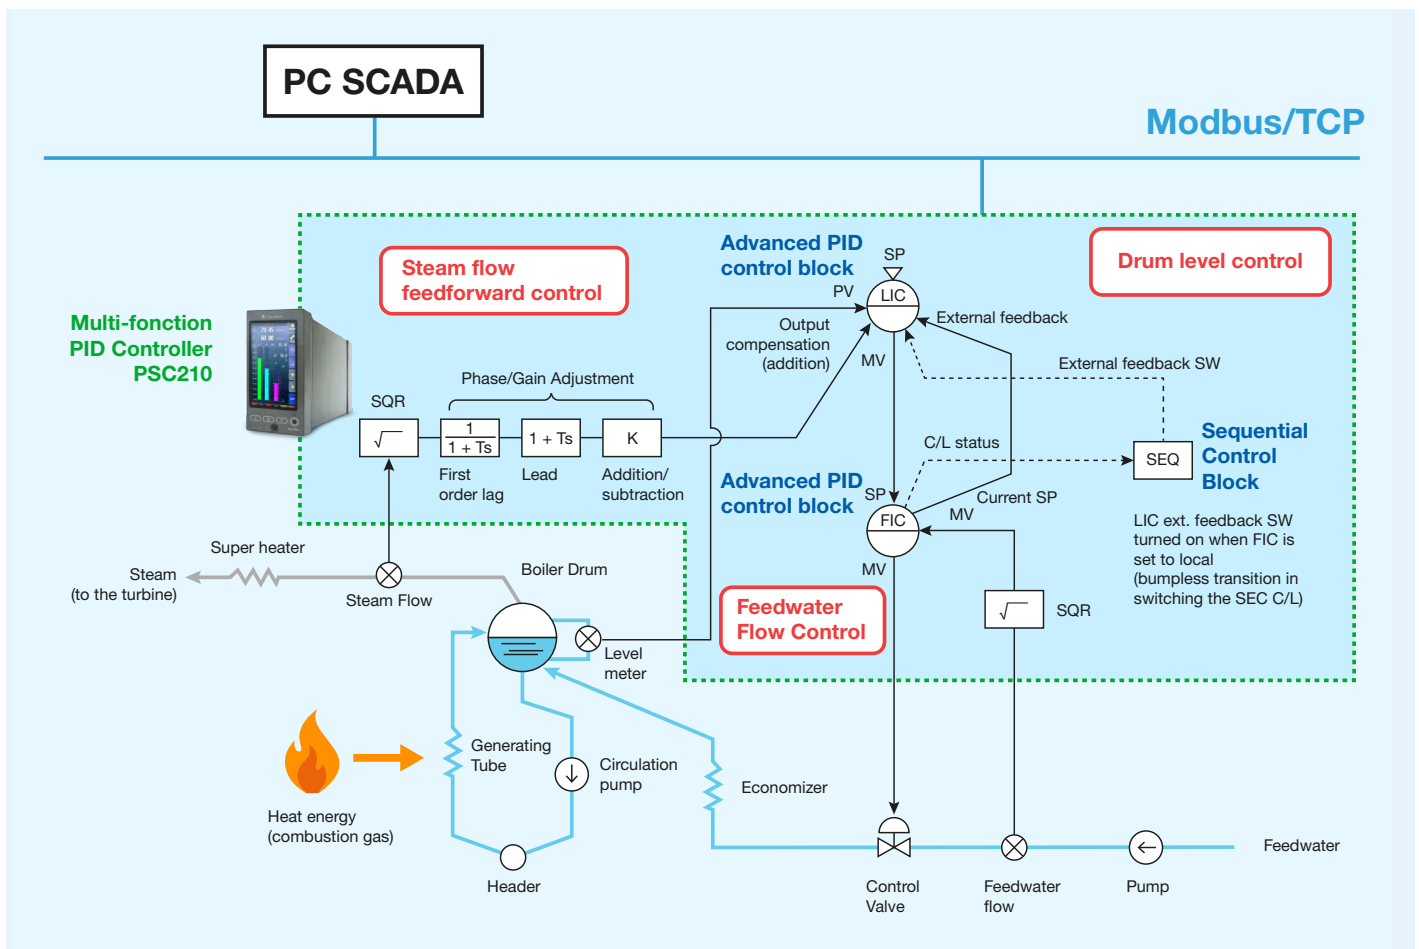 PC SCADA
Modbus/TCP
Steam flow
feedforward control
Advanced PID
control block
Drum level control
SP
PV
LIC
External feedback
Output
compensation
(addition)
MV
External feedback SW
Multi-fonction
PID Controller
PSC210
Phase/Gain Adjustment
SQR
√
1
1 + Ts
1 + Ts
K
First
order lag
Lead
Addition/
subtraction
C/L status
SEQ
Sequential
Control
Block
Advanced PID
control block
SP
Current SP
MV
FIC
MV
LIC ext. feedback SW
turned on when FIC is
set to local
(bumpless transition in
switching the SEC C/L)
Super heater
Steam
(to the turbine)
Steam Flow
Boiler Drum
Feedwater
Flow Control
√
SQR
Level
meter
Generating
Tube
Circulation
pump
Economizer
Heat energy
(combustion gas)
Header
Control
Valve
Feedwater
flow
Pump
Feedwater